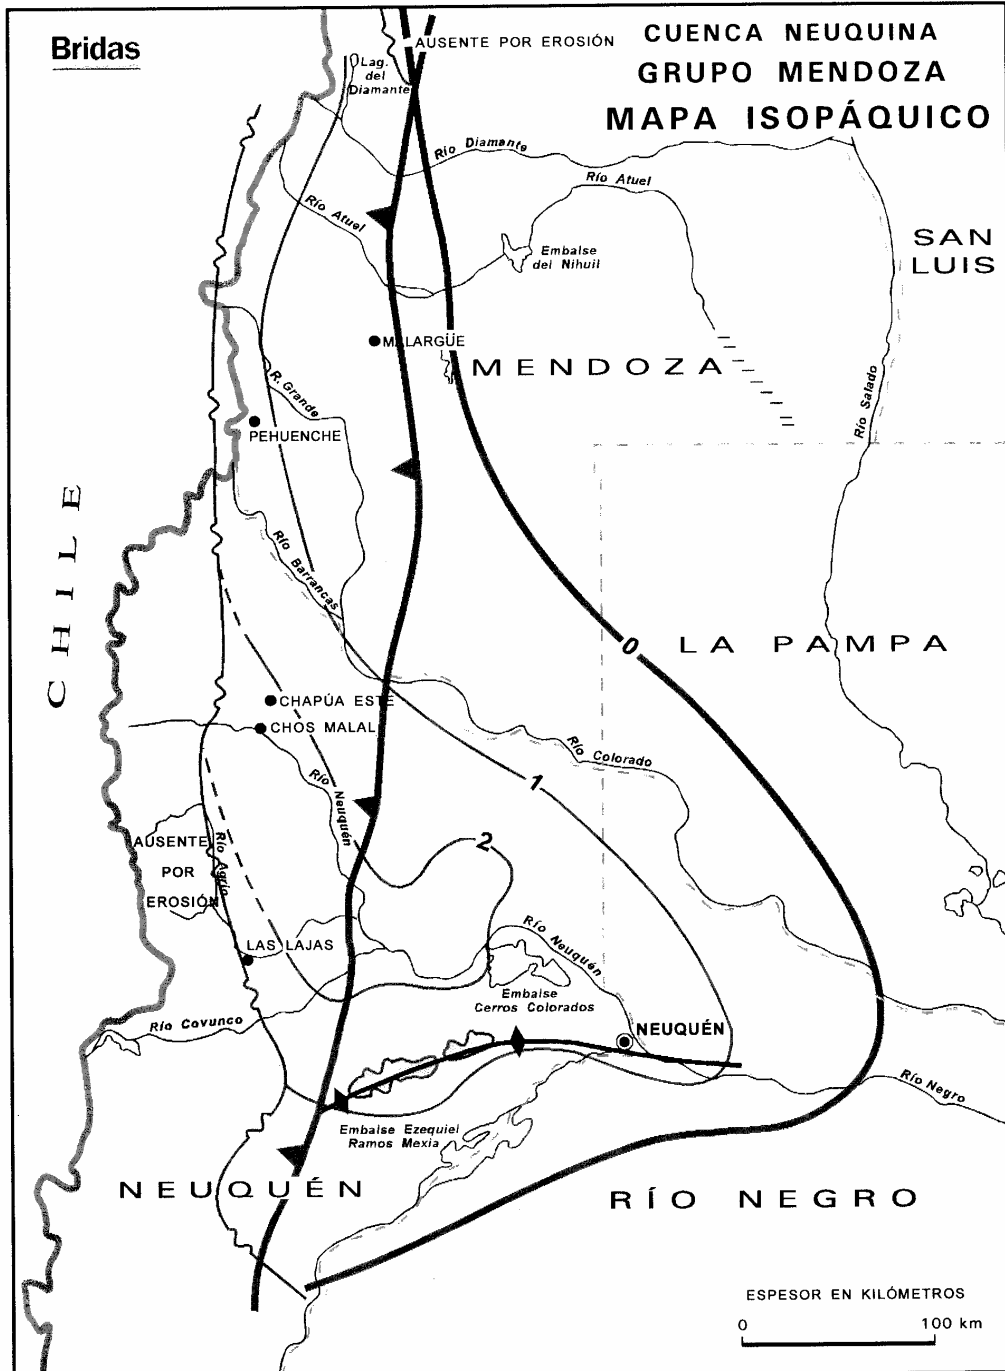 Bridas
AUSENTE POR EROSIÓN
CUENCA NEUQUINA
GRUPO MENDOZA
MAPA ISOPÁQUICO
Lag.
del
Diamante
Río Diamante
Río Atuel
Río Atuel
Embalse
del Nihuil
SAN
LUIS
MALARGÜE
MENDOZA
R. Grande
Río Salado
PEHUENCHE
CHILE
Río Barrancas
0
LA PAMPA
CHAPÚA ESTE
CHOS MALAL
Río Neuquén
Río Colorado
1
2
AUSENTE
POR
EROSIÓN
Río Agrio
LAS LAJAS
Río Neuquén
Embalse
Cerros Colorados
Río Covunco
NEUQUÉN
Río Negro
Embalse Ezequiel
Ramos Mexia
NEUQUÉN
RÍO NEGRO
ESPESOR EN KILÓMETROS
0 100 km